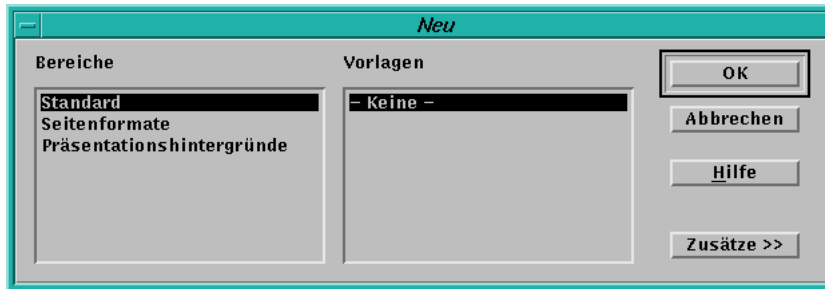 Neu
Bereiche
Vorlagen
Standard
Seitenformate
Präsentationshintergründe
– Keine –
OK
Abbrechen
Hilfe
Zusätze >>